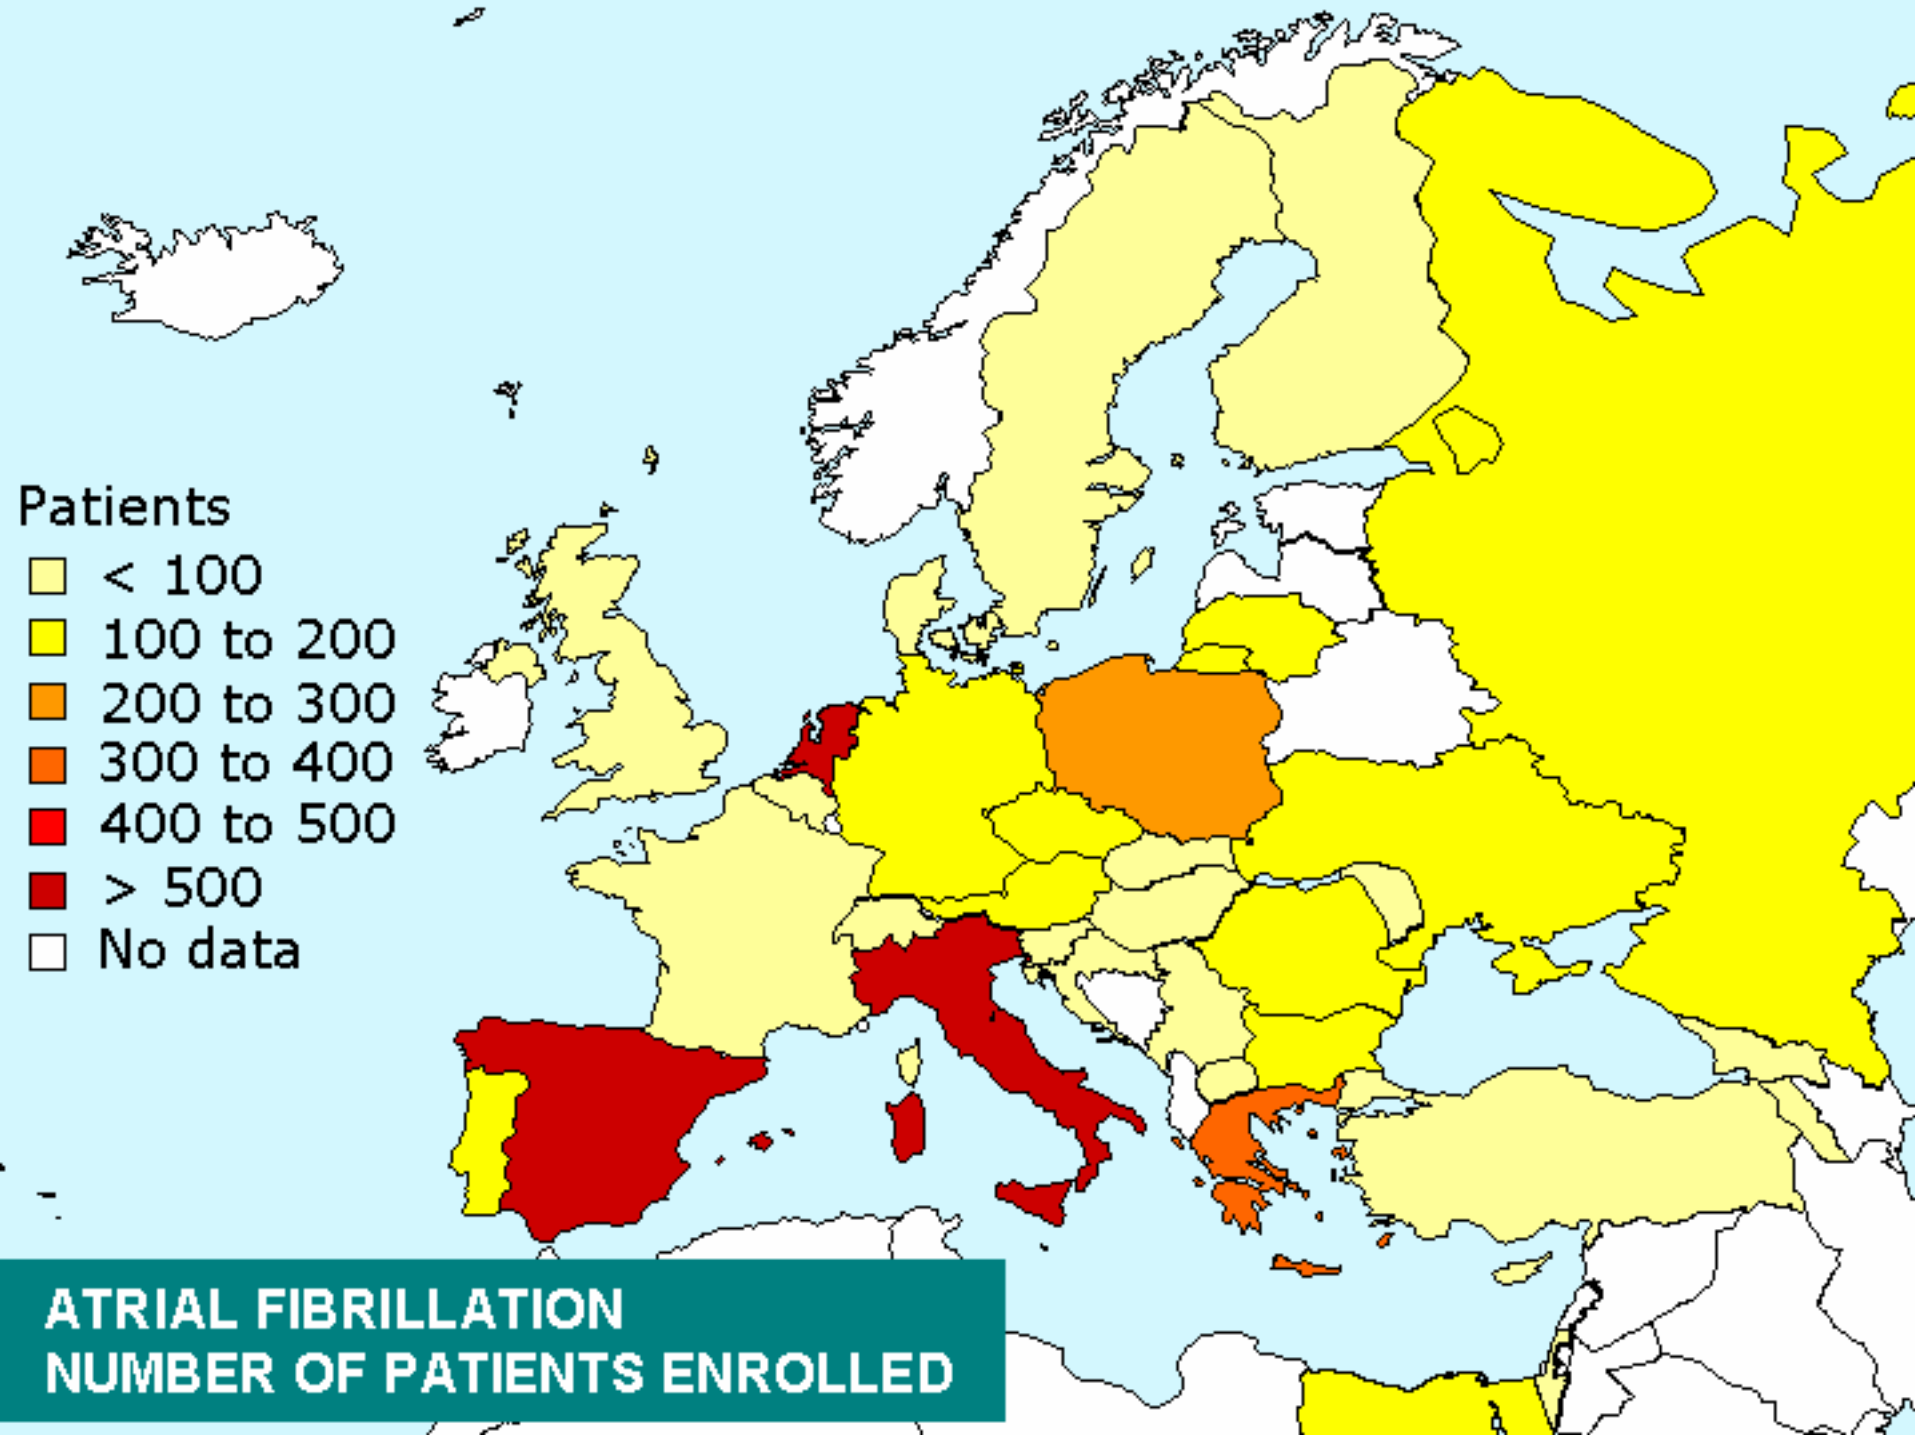 Patients
< 100
100 to 200
200 to 300
300 to 400
400 to 500
> 500
No data
ATRIAL FIBRILLATION
NUMBER OF PATIENTS ENROLLED